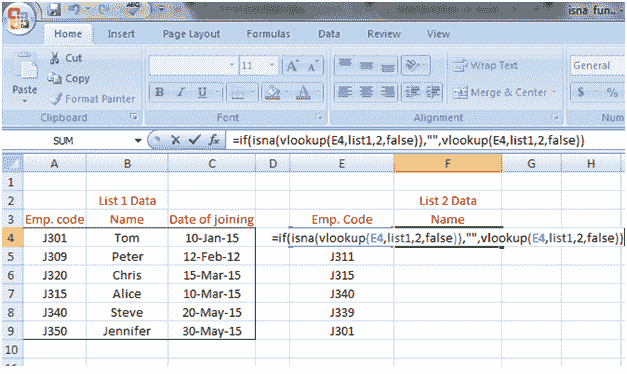 isna_fun..
Home Insert Page Layout Formulas Data Review View
Cut
Copy
Format Painter
Paste
11 A A
B I U
Wrap Text
Merge & Center
General
$ % ,
Clipboard Font Alignment Num
SUM =if(isna(vlookup(E4,list1,2,false)),"",vlookup(E4,list1,2,false))
A B C D E F G H
1
2 List 1 Data List 2 Data
3 Emp. code Name Date of joining Emp. Code Name
4 J301 Tom 10-Jan-15 =if(isna(vlookup(E4,list1,2,false)),"",vlookup(E4,list1,2,false))
5 J309 Peter 12-Feb-12 J311
6 J320 Chris 15-Mar-15 J315
7 J315 Alice 10-Mar-15 J340
8 J340 Steve 20-May-15 J339
9 J350 Jennifer 30-May-15 J301
10